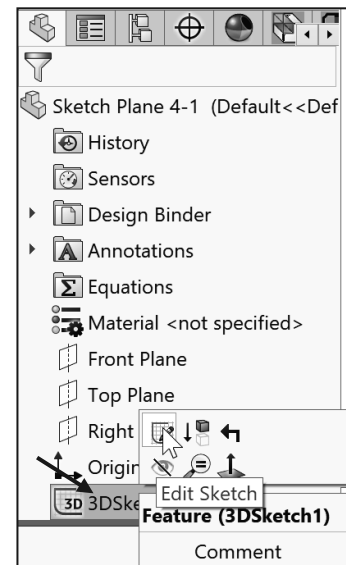 Sketch Plane 4-1 (Default<<Def
History
Sensors
Design Binder
Annotations
Equations
Material <not specified>
Front Plane
Top Plane
Right
Origin
Edit Sketch
3D 3DSke
Feature (3DSketch1)
Comment